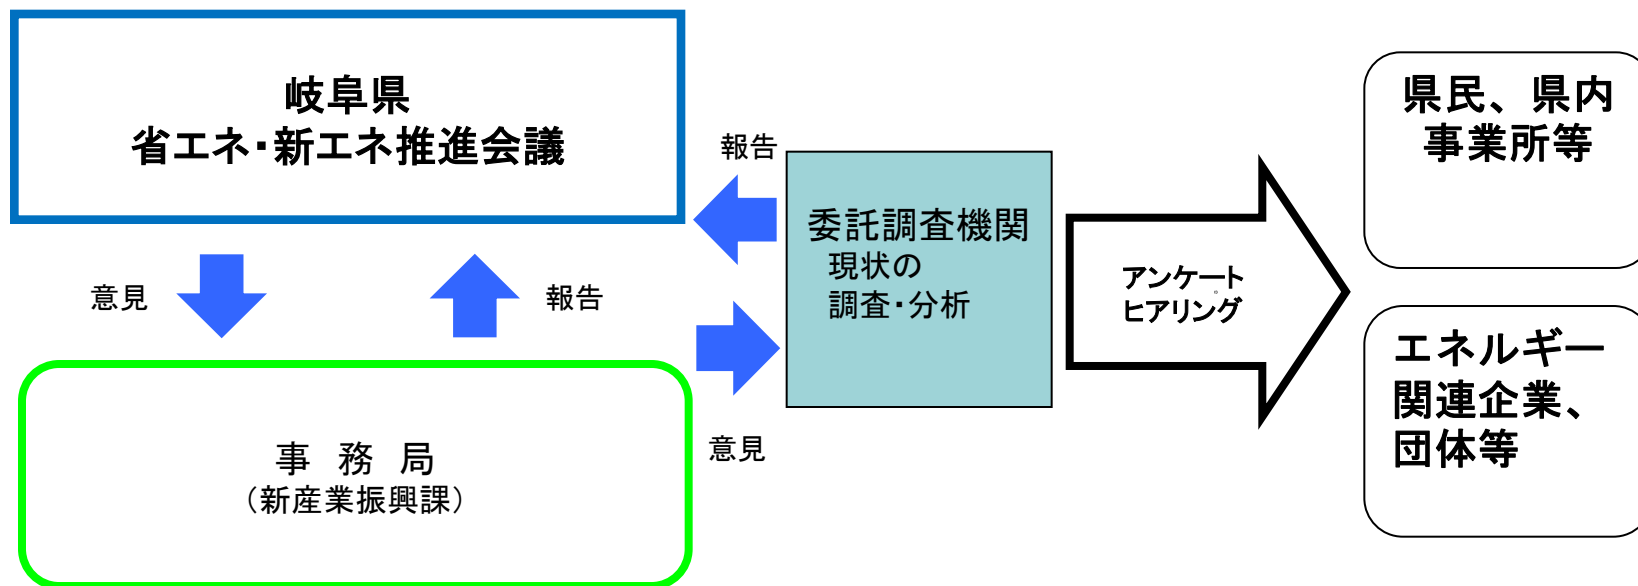 岐阜県
省エネ・新エネ推進会議
意見
報告
事 務 局
（新産業振興課）
報告
意見
委託調査機関
現状の
調査・分析
アンケート
ヒアリング
県民、県内
事業所等
エネルギー
関連企業、
団体等